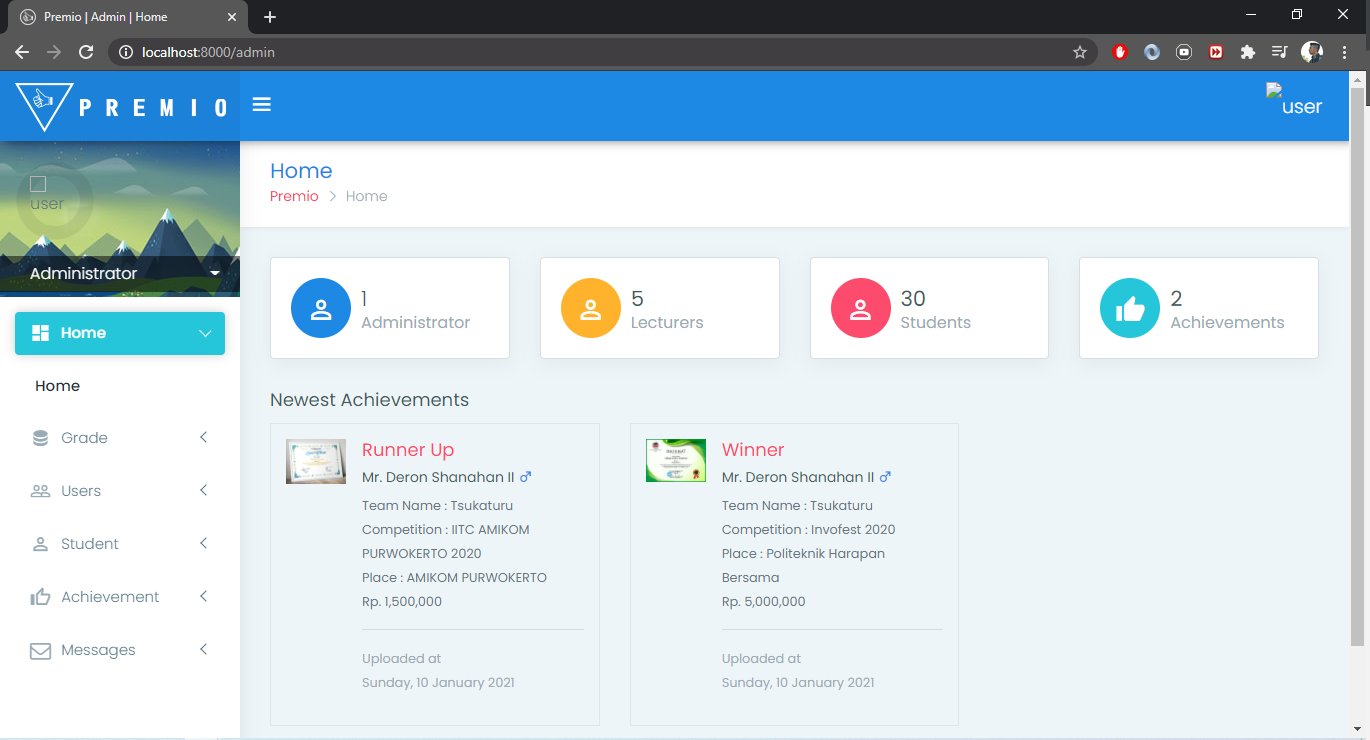 Premio | Admin | Home
localhost:8000/admin
PREMIO
user
user
Administrator
Home
Home
Grade
Users
Student
Achievement
Messages
Home
Premio > Home
1
Administrator
5
Lecturers
30
Students
2
Achievements
Newest Achievements
Runner Up
Mr. Deron Shanahan II ♂
Team Name : Tsukaturu
Competition : IITC AMIKOM
PURWOKERTO 2020
Place : AMIKOM PURWOKERTO
Rp. 1,500,000
Uploaded at
Sunday, 10 January 2021
Winner
Mr. Deron Shanahan II ♂
Team Name : Tsukaturu
Competition : Invofest 2020
Place : Politeknik Harapan
Bersama
Rp. 5,000,000
Uploaded at
Sunday, 10 January 2021